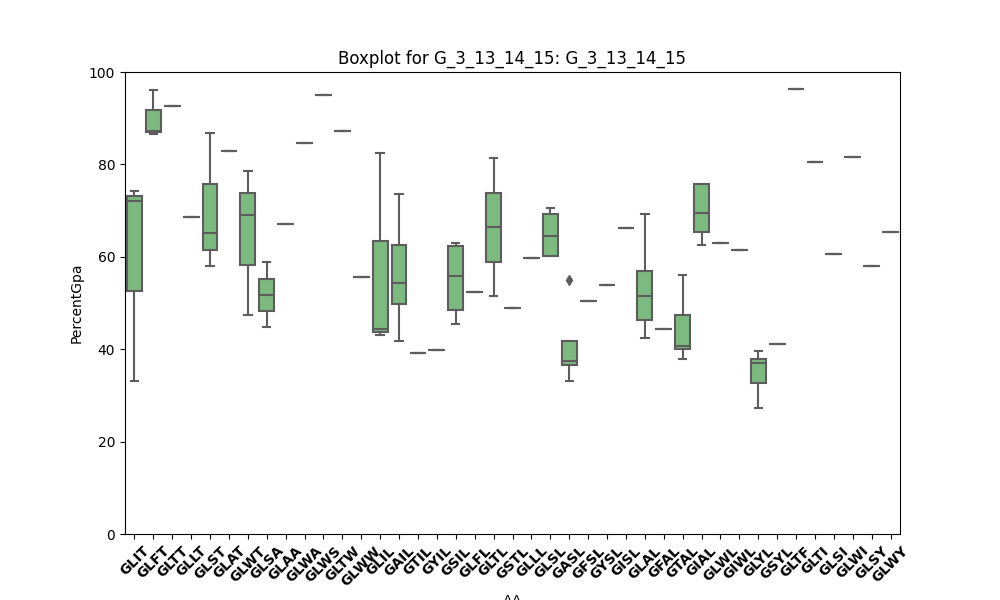 Boxplot for G_3_13_14_15: G_3_13_14_15
PercentGpa
100
80
60
40
20
0
GLIT
GLFT
GLTT
GLLT
GLST
GLAT
GLWT
GLSA
GLAA
GLWA
GLWS
GLTW
GLWW
GLIL
GAIL
GTIL
GYIL
GSIL
GLFL
GLTL
GSTL
GLLL
GLSL
GASL
GFSL
GYSL
GISL
GLAL
GFAL
GTAL
GIAL
GLWL
GIWL
GLYL
GSYL
GLTF
GLTI
GLSI
GLWI
GLSY
GLWY